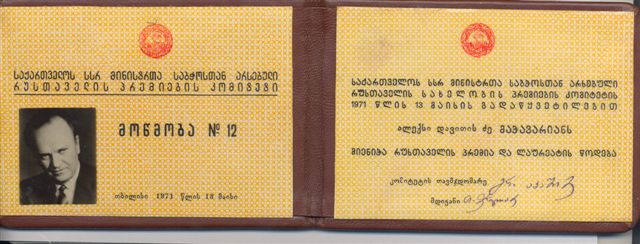 საქართველოს სსრ მინისტრთა საბჭოსთან არსებული
რუსთაველის პრემიების კომიტეტი
მოწმობა № 12
თბილისი 1971 წლის 13 მაისი
საქართველოს სსრ მინისტრთა საბჭოსთან არსებული
რუსთაველის სახელობის პრემიების კომიტეტის
1971 წლის 13 მაისის გადაწყვეტილებით
ალექსი დავითის ძე მაჭავარიანს
მიენიჭა რუსთაველის პრემია და ლაურეატის წოდება
კომიტეტის თავმჯდომარე
მდივანი